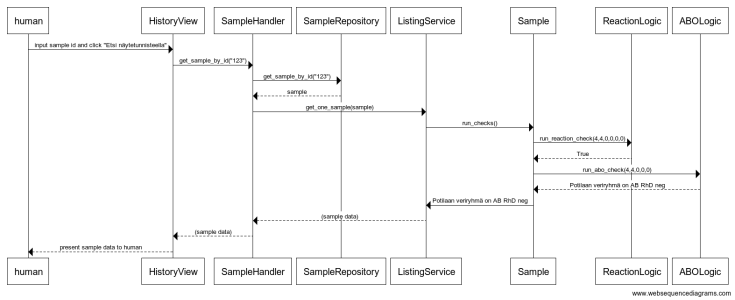 human HistoryView SampleHandler SampleRepository ListingService Sample ReactionLogic ABOLogic
input sample id and click "Etsi näytetunnisteella"
get_sample_by_id("123")
get_sample_by_id("123")
sample
get_one_sample(sample)
run_checks()
run_reaction_check(4,4,0,0,0,0)
True
run_abo_check(4,4,0,0,0)
Potilaan veriryhmä on AB RhD neg
Potilaan veriryhmä on AB RhD neg
(sample data)
(sample data)
present sample data to human
human HistoryView SampleHandler SampleRepository ListingService Sample ReactionLogic ABOLogic
www.websequencediagrams.com